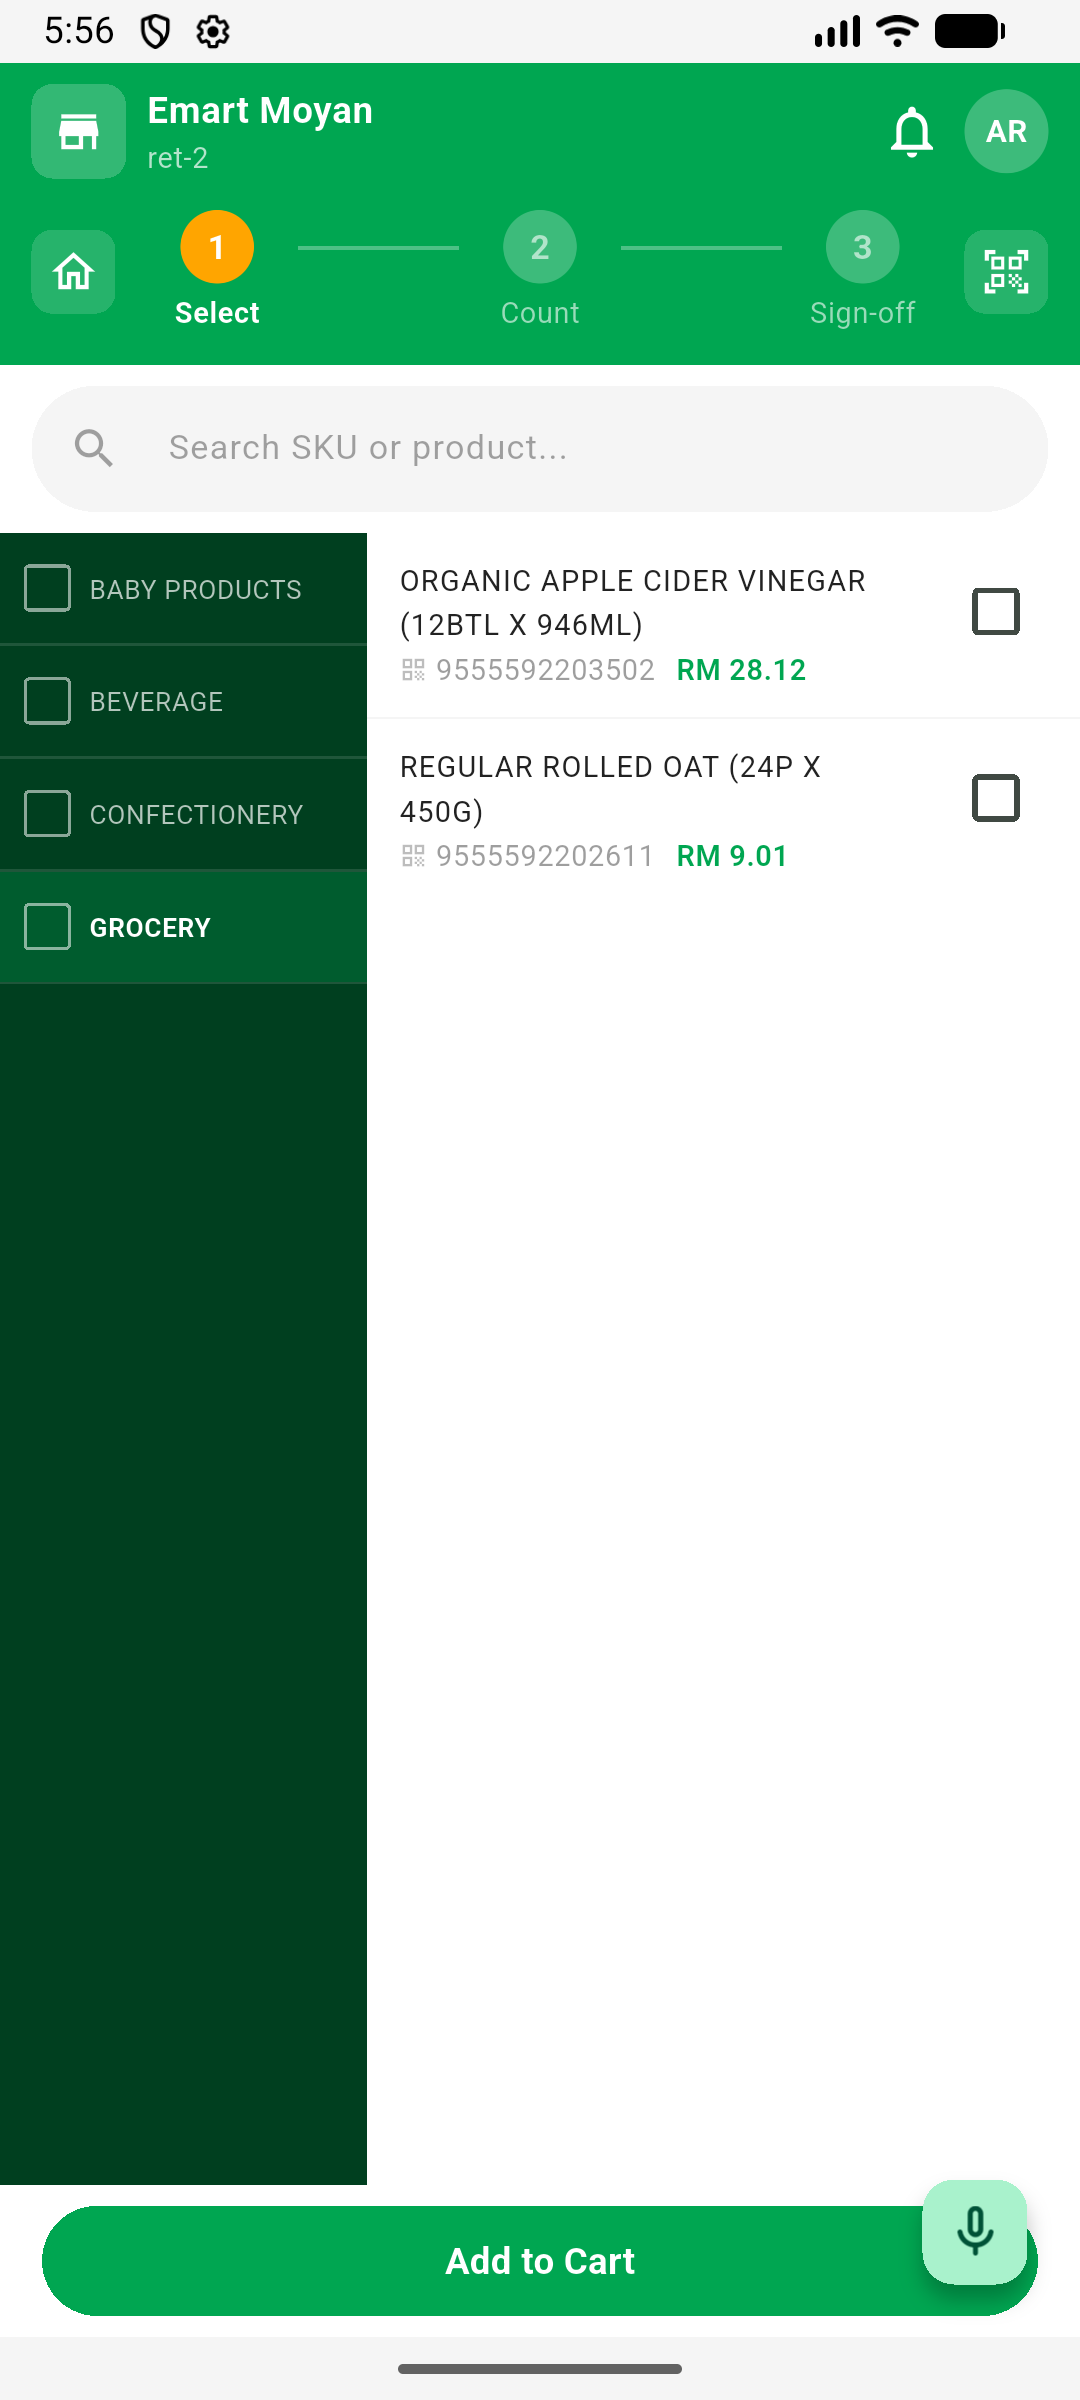 5:56
Emart Moyan
ret-2
AR
1
2
3
Select
Count
Sign-off
Search SKU or product...
BABY PRODUCTS
BEVERAGE
CONFECTIONERY
GROCERY
ORGANIC APPLE CIDER VINEGAR
(12BTL X 946ML)
9555592203502 RM 28.12
REGULAR ROLLED OAT (24P X
450G)
9555592202611 RM 9.01
Add to Cart